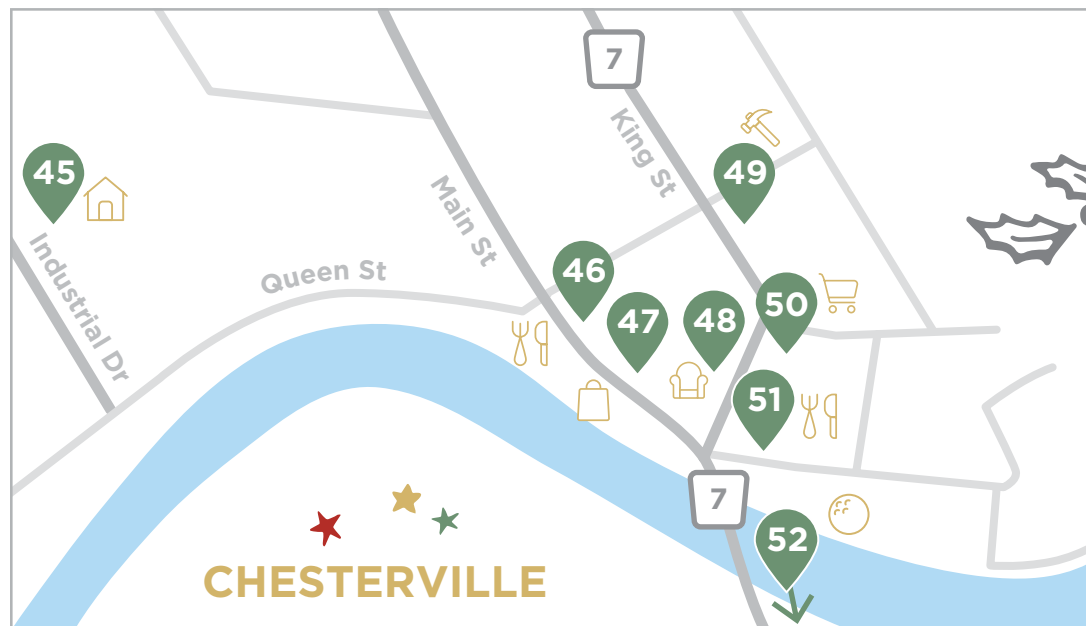 7
King St
49
45
Main St
Industrial Dr
Queen St
46
47
48
50
51
7
52
CHESTERVILLE